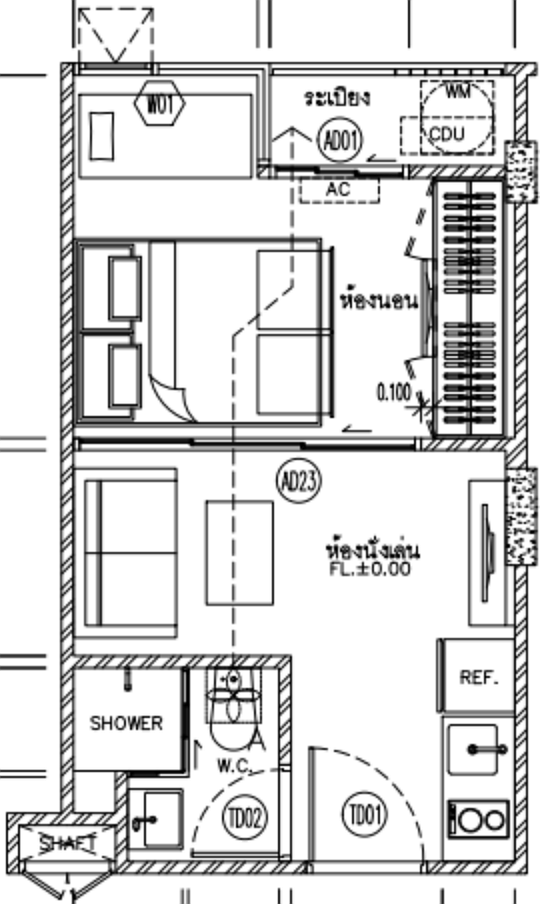 W01
ระเบียง
WM
AD01
CDU
AC
ห้องนอน
0.100
AD23
ห้องนั่งเล่น
FL.±0.00
REF.
SHOWER
W.C.
TD02
TD01
SHAFT